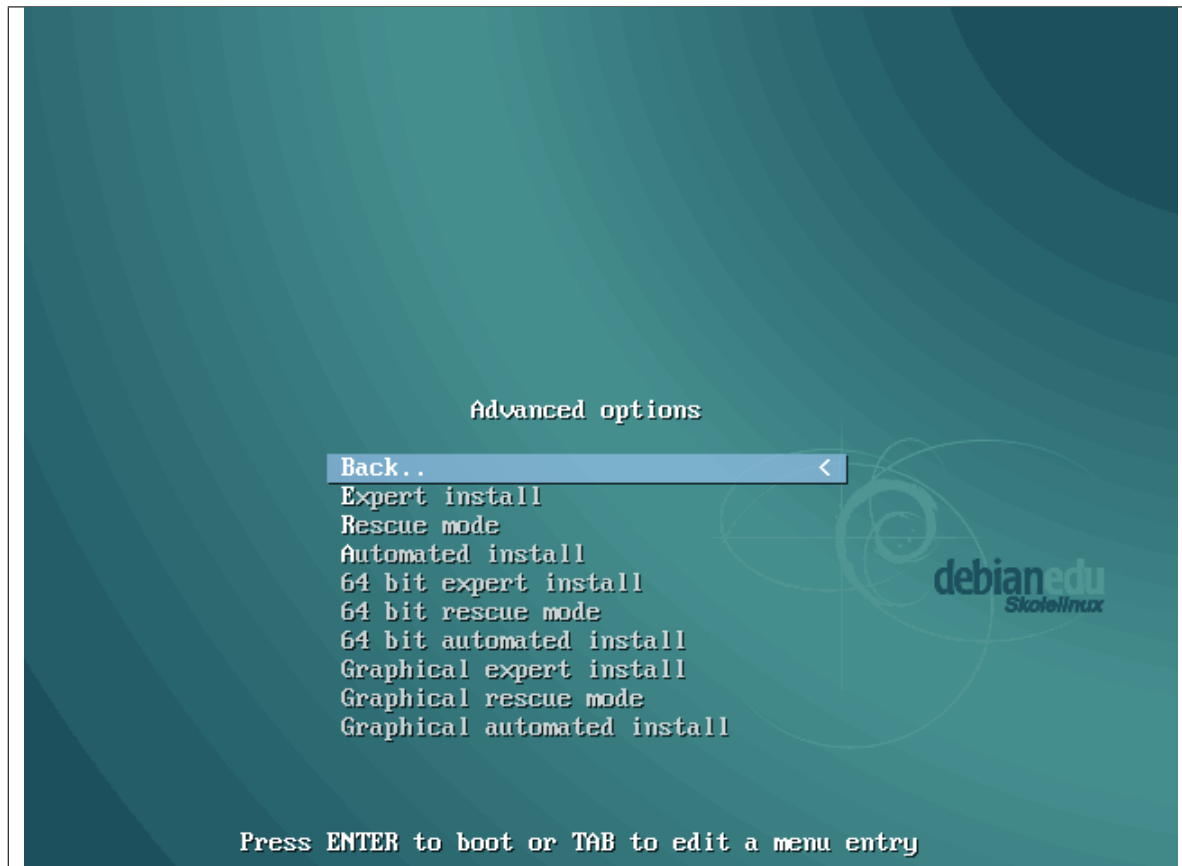 Advanced options
Back.. <
Expert install
Rescue mode
Automated install
64 bit expert install
64 bit rescue mode
64 bit automated install
Graphical expert install
Graphical rescue mode
Graphical automated install
debianedu
Skolelinux
Press ENTER to boot or TAB to edit a menu entry